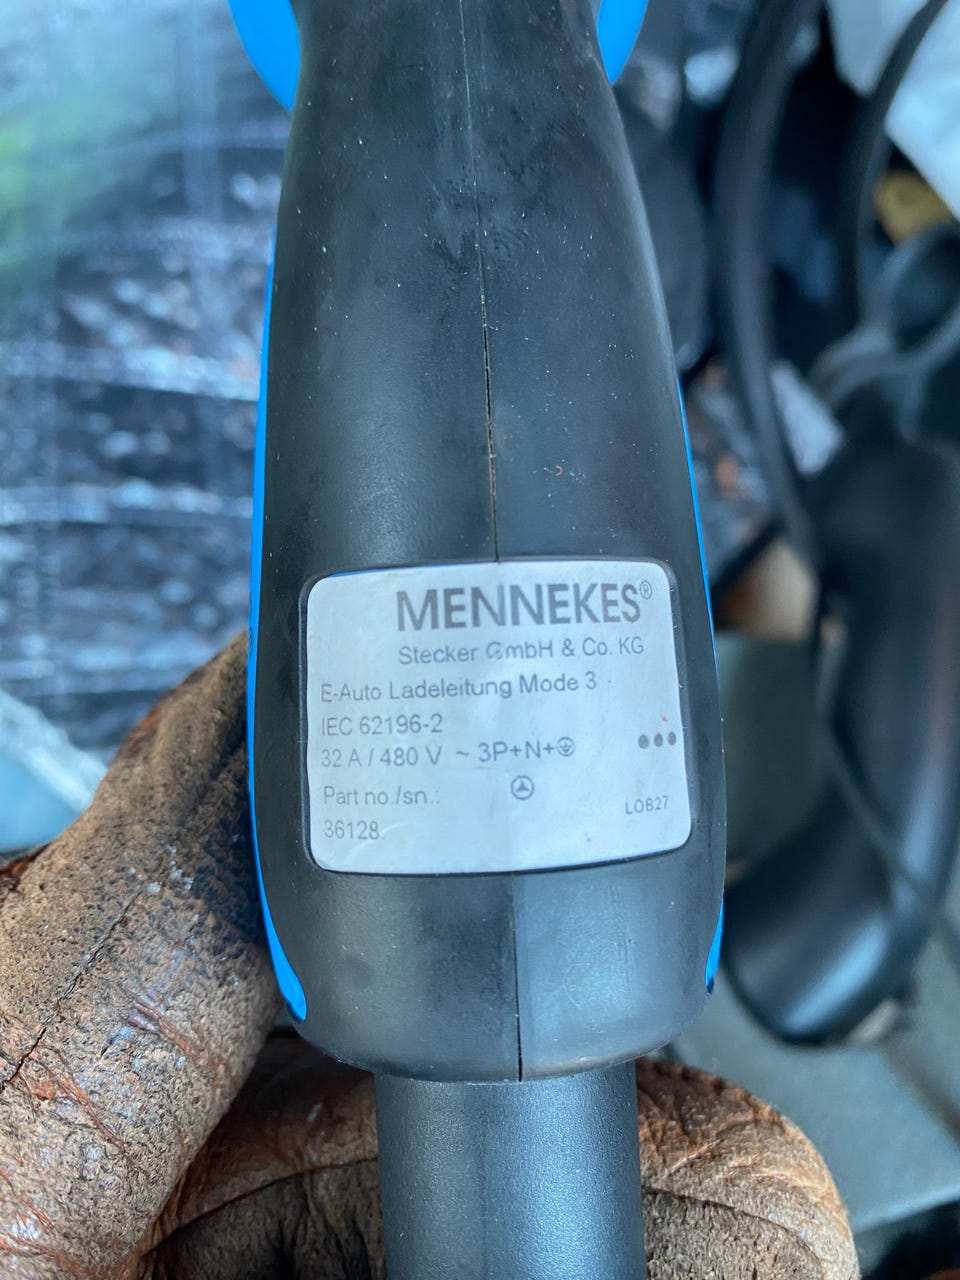 MENNEKES®
Stecker GmbH & Co. KG
E-Auto Ladeleitung Mode 3
IEC 62196-2
32 A / 480 V ~ 3P+N+⏚
Part no./sn.:
36128.
LOB27